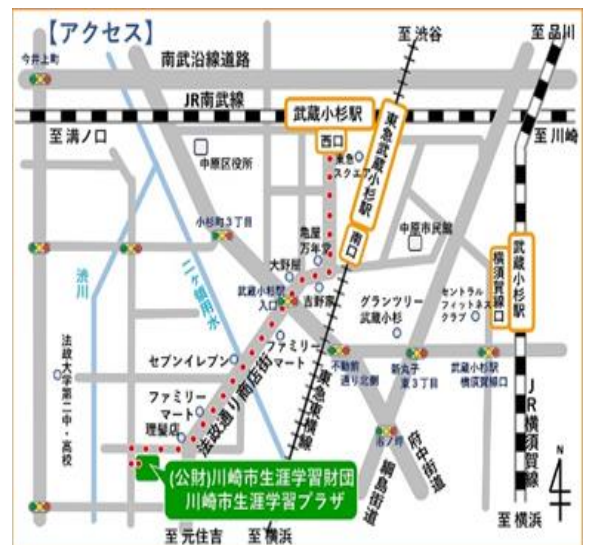 【アクセス】
至 渋谷
至 品川
今井上町
南武沿線道路
JR南武線
武蔵小杉駅
西口
至 溝ノ口
至 川崎
東急武蔵小杉駅
南口
中原区役所
東急
スクエア
小杉町3丁目
亀屋
万年堂
中原市民館
大野屋
武蔵小杉駅
入口
吉野家
グランツリー
武蔵小杉
セントラル
フィットネス
クラブ
横須賀線口
武蔵小杉駅
渋川
二ヶ領用水
ファミリー
マート
セブンイレブン
不動前
通り北側
新丸子
東3丁目
武蔵小杉駅
横須賀線口
法政大学第二中・高校
ファミリー
マート
理髪店
法政通り商店街
東急東横線
市ノ坪
綱島街道
府中街道
JR横須賀線
N
(公財)川崎市生涯学習財団
川崎市生涯学習プラザ
至 元住吉
至 横浜
至 横浜